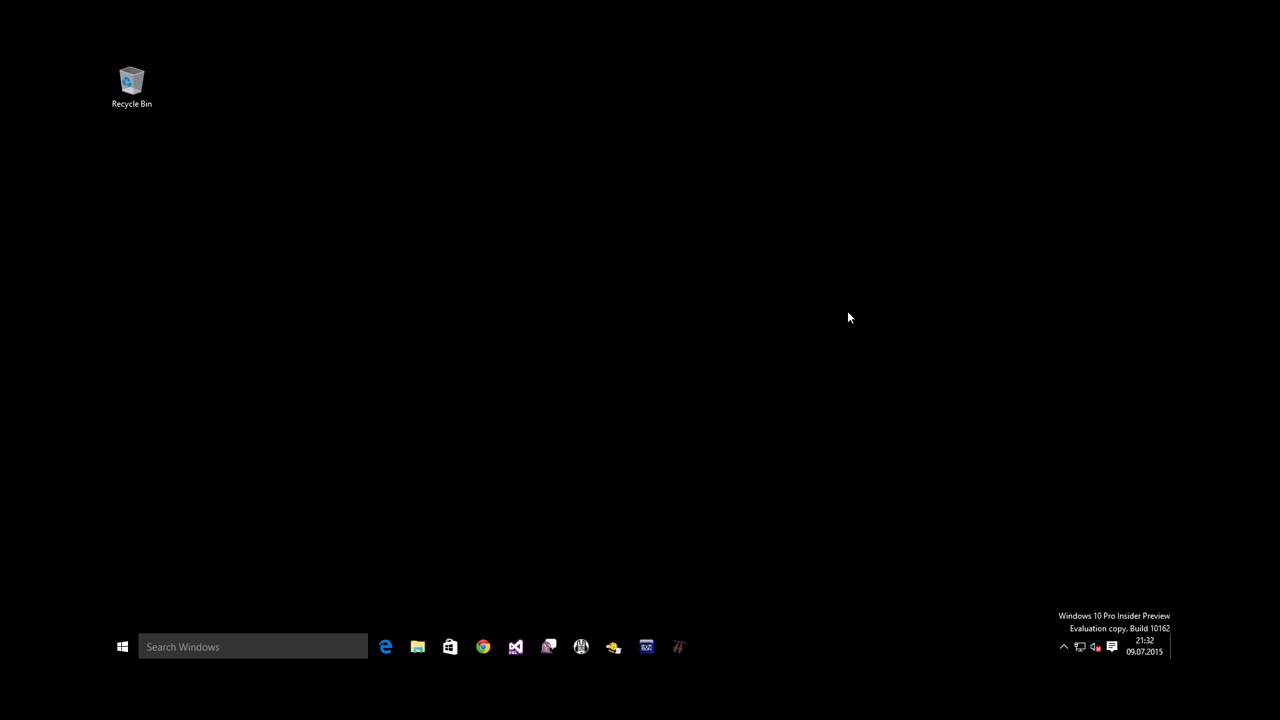 Recycle Bin
Windows 10 Pro Insider Preview
Evaluation copy. Build 10162
Search Windows
21:32
09.07.2015